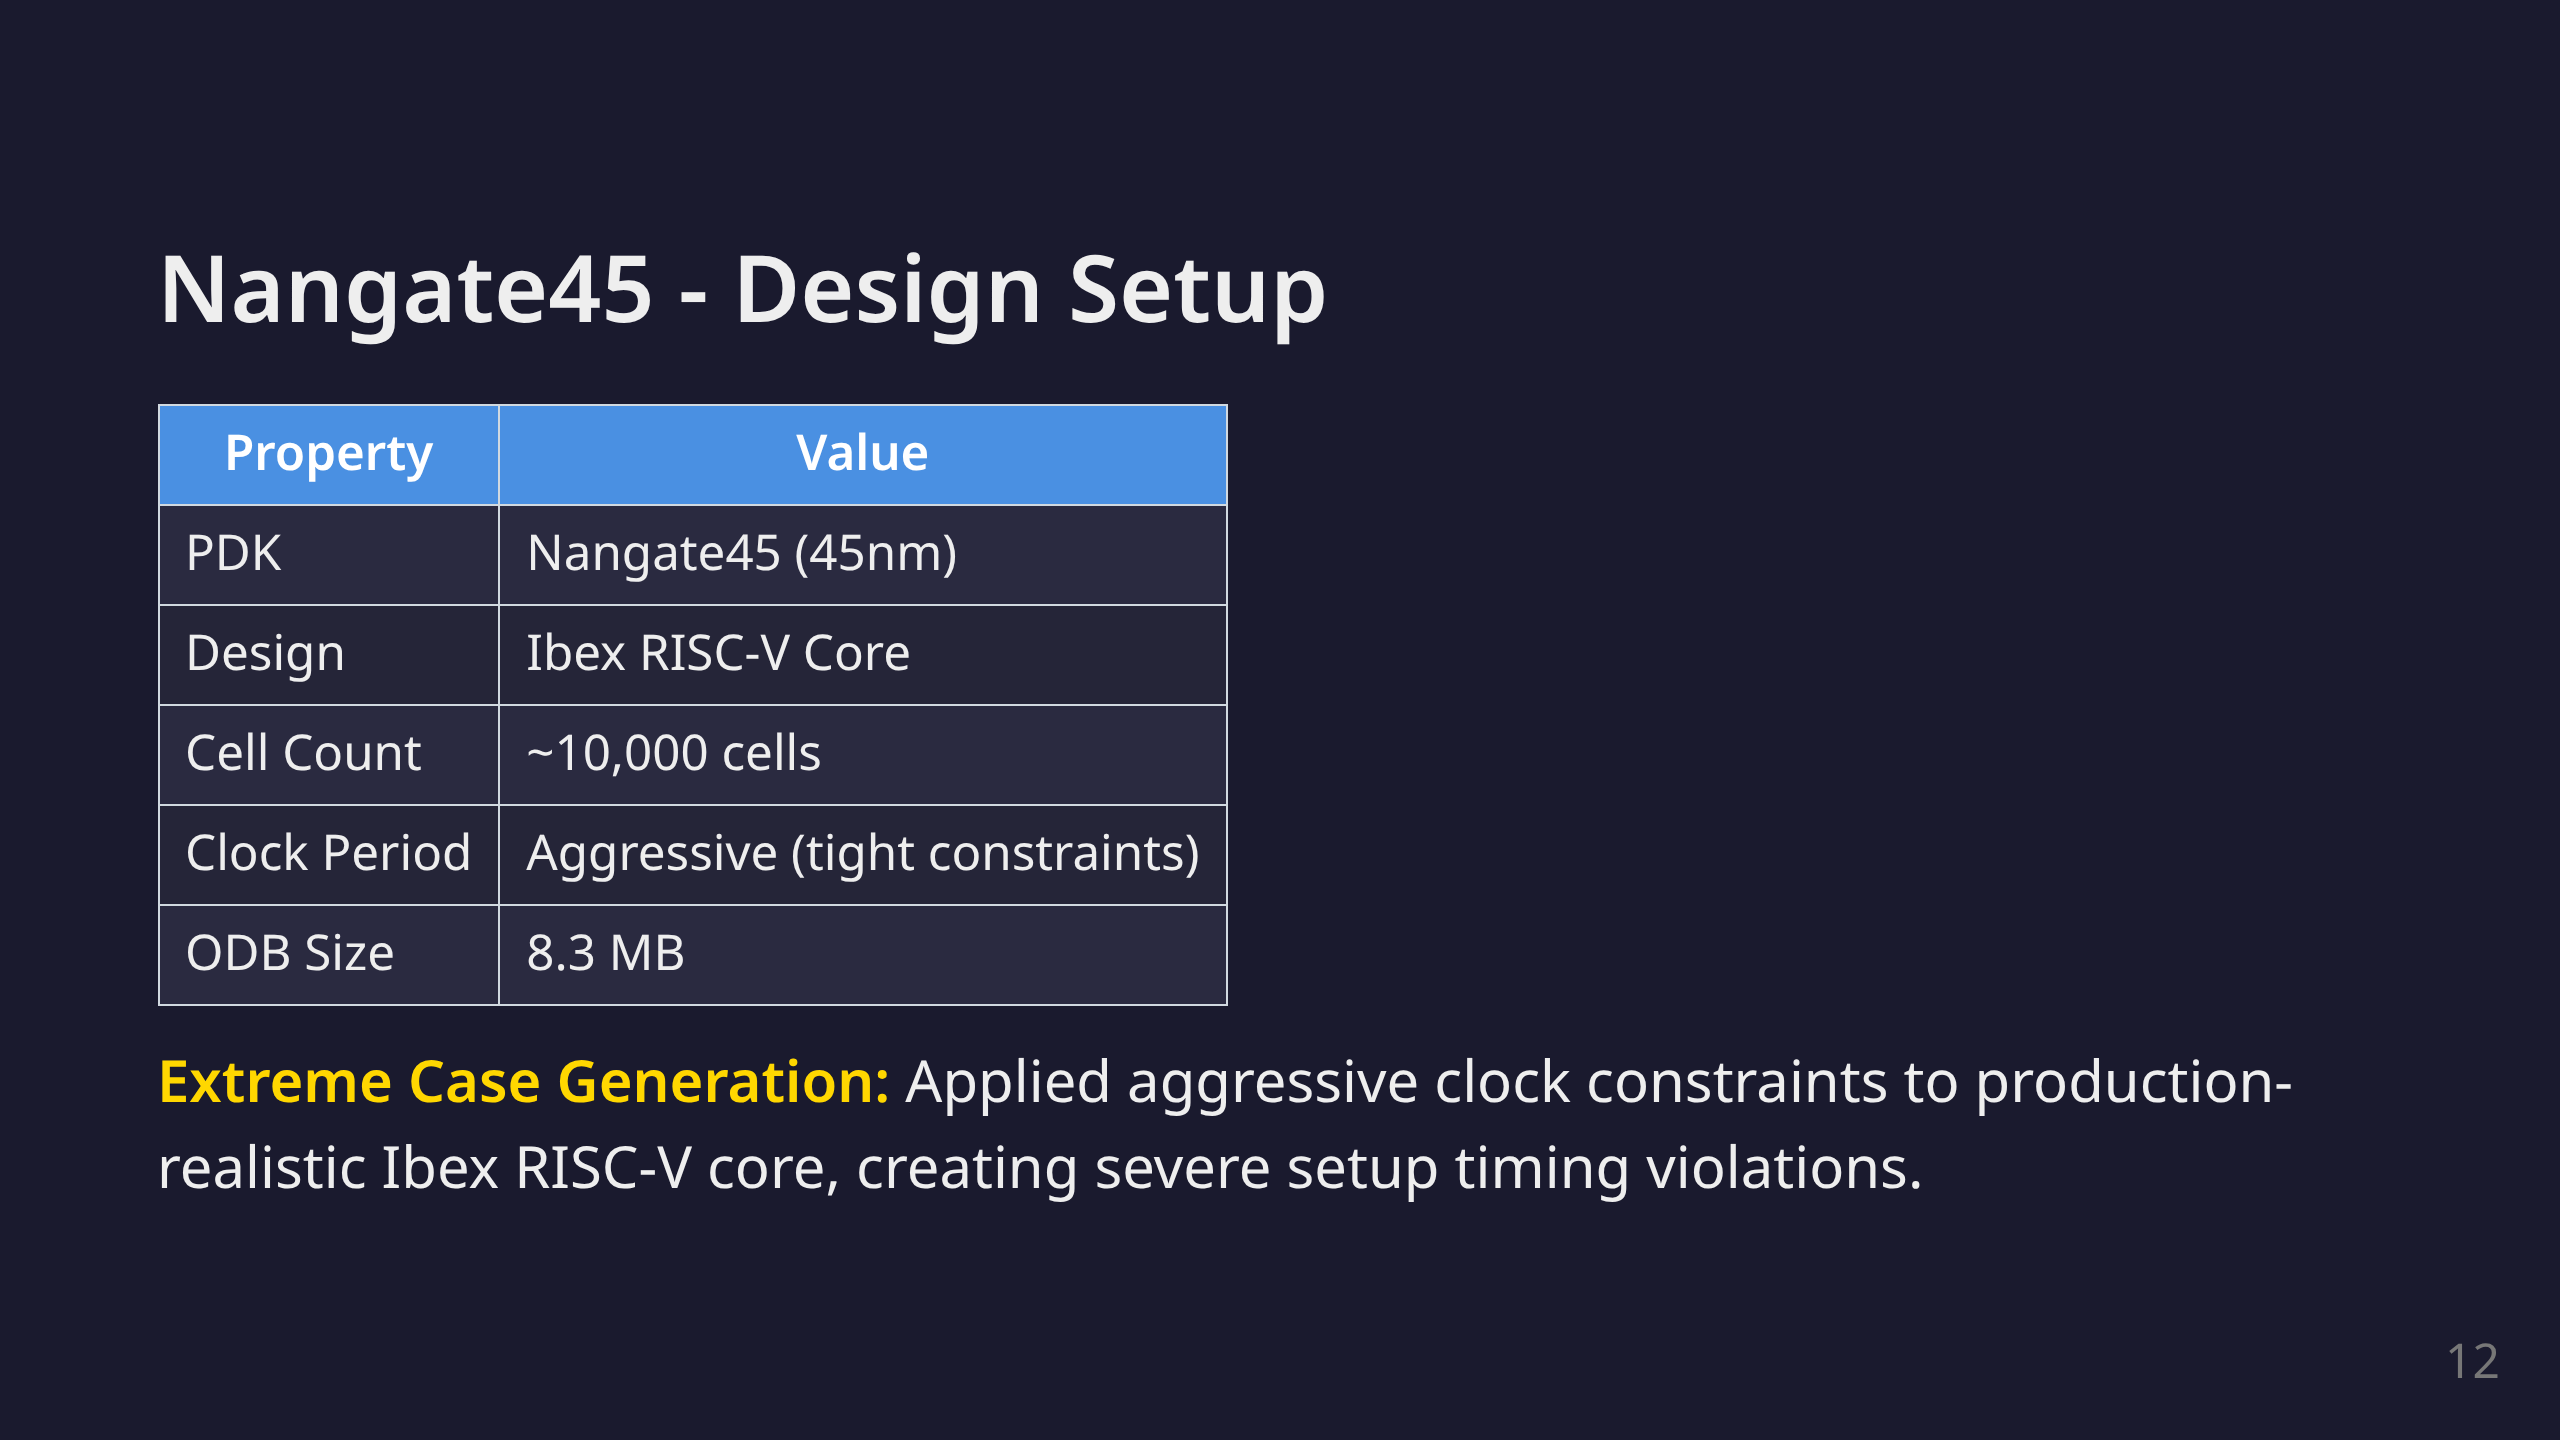 Nangate45 - Design Setup
Property Value
PDK Nangate45 (45nm)
Design Ibex RISC-V Core
Cell Count ~10,000 cells
Clock Period Aggressive (tight constraints)
ODB Size 8.3 MB
Extreme Case Generation: Applied aggressive clock constraints to production-
realistic Ibex RISC-V core, creating severe setup timing violations.
12